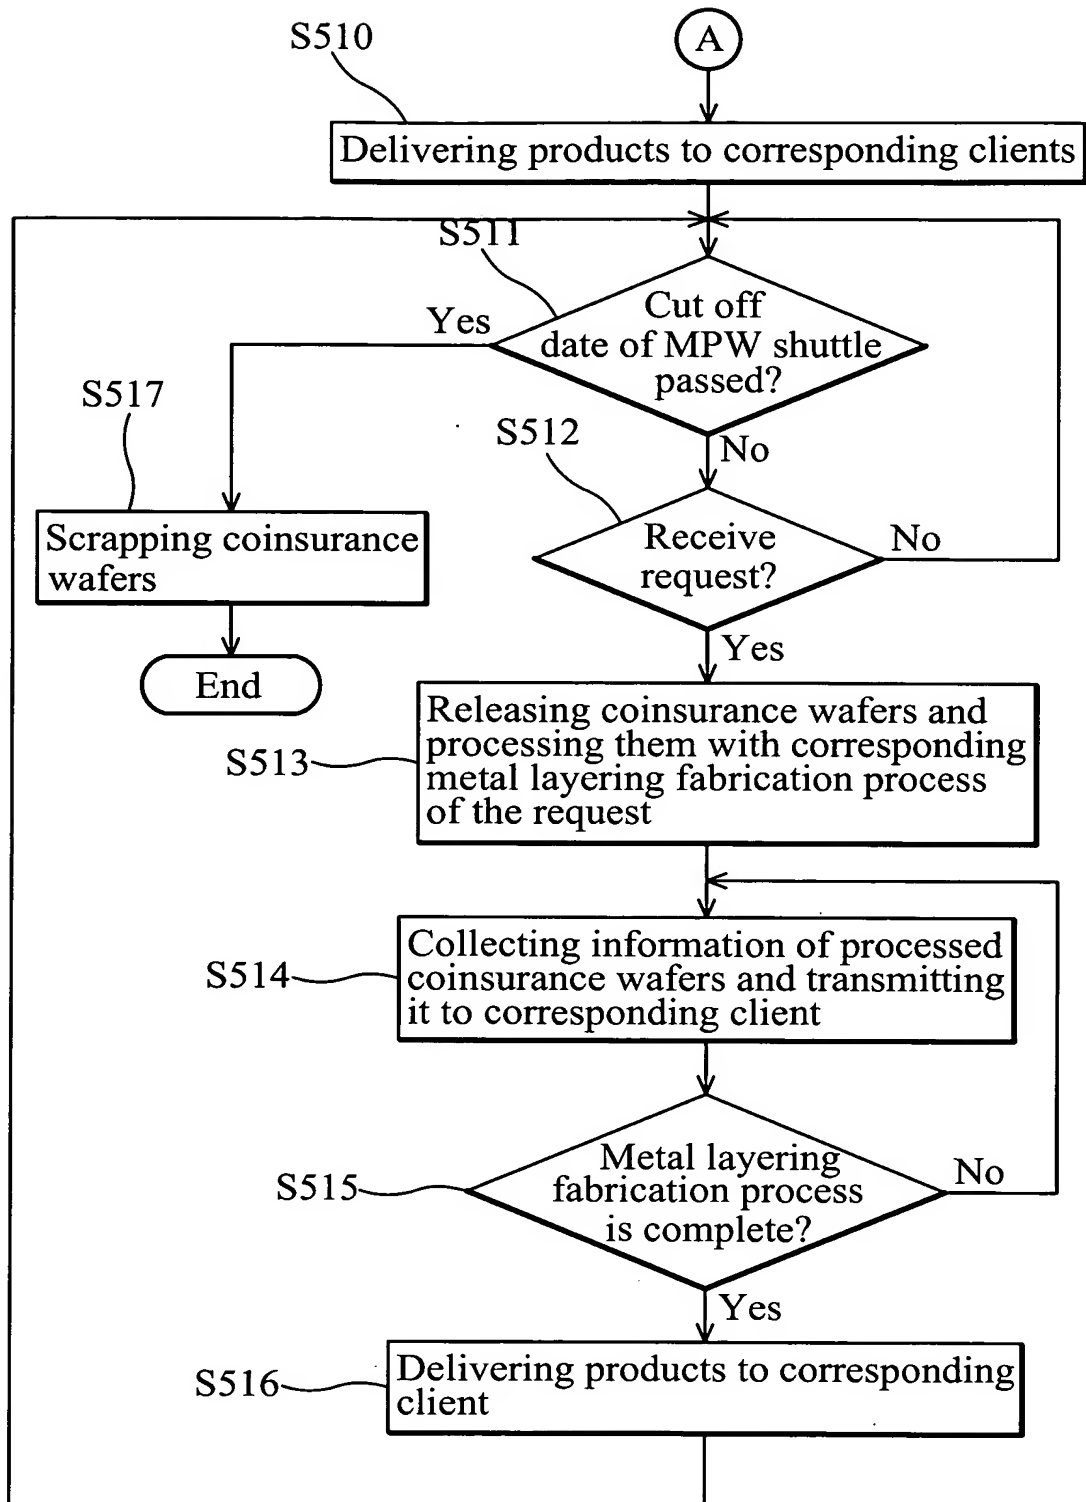 S510
A
Delivering products to corresponding clients
S511
Cut off
date of MPW shuttle
passed?
Yes
No
S517
S512
Scrapping coinsurance
wafers
Receive
request?
No
Yes
End
Releasing coinsurance wafers and
processing them with corresponding
metal layering fabrication process
of the request
S513
Collecting information of processed
coinsurance wafers and transmitting
it to corresponding client
S514
Metal layering
fabrication process
is complete?
No
S515
Yes
Delivering products to corresponding
client
S516